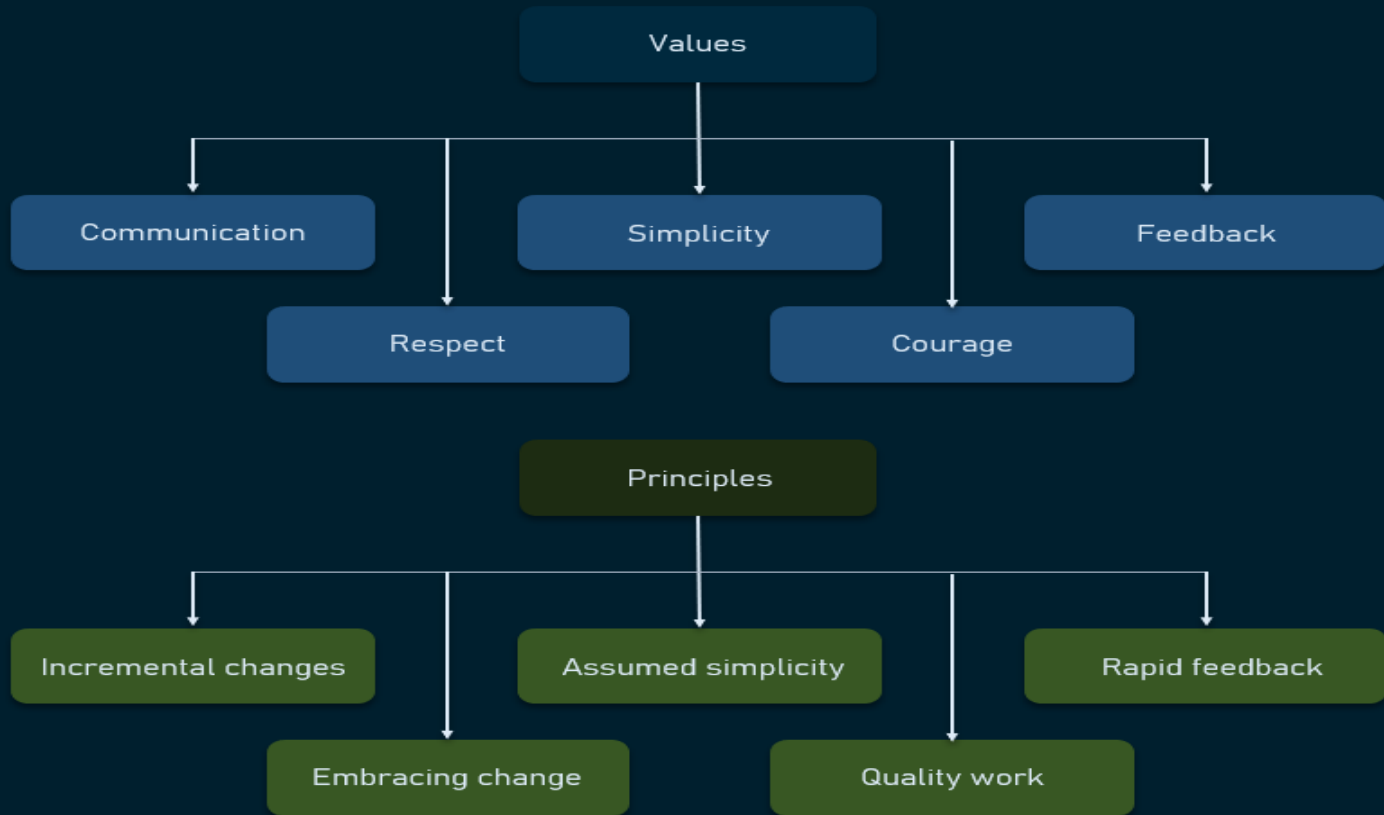 Values
Communication
Simplicity
Feedback
Respect
Courage
Principles
Incremental changes
Assumed simplicity
Rapid feedback
Embracing change
Quality work